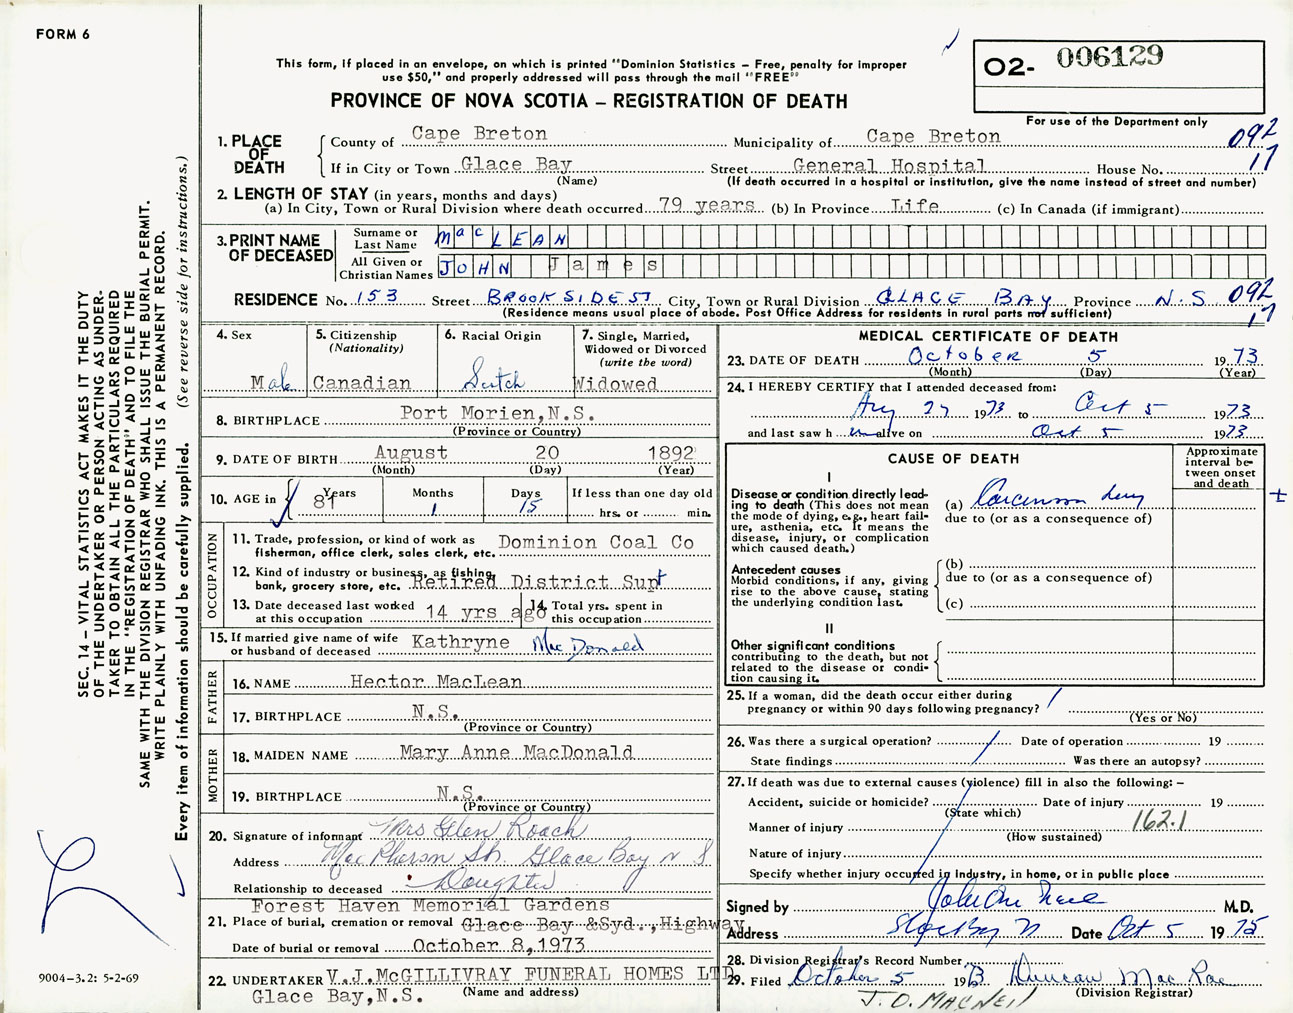 FORM 6
This form, if placed in an envelope, on which is printed "Dominion Statistics – Free, penalty for improper
use $50," and properly addressed will pass through the mail "FREE"
PROVINCE OF NOVA SCOTIA – REGISTRATION OF DEATH
O2- 006129
For use of the Department only
1. PLACE OF DEATH
County of Cape Breton Municipality of Cape Breton 092
If in City or Town Glace Bay Street General Hospital House No. 17
(Name) (If death occurred in a hospital or institution, give the name instead of street and number)
2. LENGTH OF STAY (in years, months and days)
(a) In City, Town or Rural Division where death occurred 79 years (b) In Province Life (c) In Canada (if immigrant)
3. PRINT NAME OF DECEASED
Surname or Last Name MacLEAN
All Given or Christian Names JOHN James
RESIDENCE No. 153 Street BROOKSIDE ST City, Town or Rural Division GLACE BAY Province N.S. 092
(Residence means usual place of abode. Post Office Address for residents in rural parts not sufficient) 17
4. Sex
Male
5. Citizenship
(Nationality)
Canadian
6. Racial Origin
Scotch
7. Single, Married,
Widowed or Divorced
(write the word)
Widowed
8. BIRTHPLACE Port Morien, N.S.
(Province or Country)
9. DATE OF BIRTH August 20 1892
(Month) (Day) (Year)
10. AGE in Years Months Days If less than one day old
81 1 15 hrs. or min.
OCCUPATION
11. Trade, profession, or kind of work as
fisherman, office clerk, sales clerk, etc. Dominion Coal Co
12. Kind of industry or business, as fishing,
bank, grocery store, etc. Retired District Supt
13. Date deceased last worked
at this occupation 14 yrs ago
14. Total yrs. spent in
this occupation
15. If married give name of wife
or husband of deceased Kathryne MacDonald
FATHER
16. NAME Hector MacLean
17. BIRTHPLACE N.S.
(Province or Country)
MOTHER
18. MAIDEN NAME Mary Anne MacDonald
19. BIRTHPLACE N.S.
(Province or Country)
20. Signature of informant Mrs Glen Roach
Address MacPherson St. Glace Bay N S
Relationship to deceased Daughter
Forest Haven Memorial Gardens
21. Place of burial, cremation or removal Glace Bay &Syd., Highway
Date of burial or removal October 8,1973
22. UNDERTAKER V.J.McGILLIVRAY FUNERAL HOMES LTD.
Glace Bay,N.S. (Name and address)
MEDICAL CERTIFICATE OF DEATH
23. DATE OF DEATH October 5 1973
(Month) (Day) (Year)
24. I HEREBY CERTIFY that I attended deceased from:
Aug 27 1973 to Oct 5 1973
and last saw h im alive on Oct 5 1973
CAUSE OF DEATH
Approximate
interval be-
tween onset
and death
I
Disease or condition directly lead-
ing to death (This does not mean
the mode of dying, e.g., heart fail-
ure, asthenia, etc. It means the
disease, injury, or complication
which caused death.)
(a) Carcinoma lung
due to (or as a consequence of)
Antecedent causes
Morbid conditions, if any, giving
rise to the above cause, stating
the underlying condition last.
(b)
due to (or as a consequence of)
(c)
II
Other significant conditions
contributing to the death, but not
related to the disease or condi-
tion causing it.
±
25. If a woman, did the death occur either during
pregnancy or within 90 days following pregnancy?
(Yes or No)
26. Was there a surgical operation? Date of operation 19
State findings Was there an autopsy?
27. If death was due to external causes (violence) fill in also the following: –
Accident, suicide or homicide? Date of injury 19
(State which)
Manner of injury 162.1
(How sustained)
Nature of injury
Specify whether injury occurred in industry, in home, or in public place
Signed by M.D.
Address Date Oct 5 1975
28. Division Registrar's Record Number
29. Filed October 5 1973 Duncan MacRae
(Division Registrar)
J. O. MACNEIL
SEC. 14 – VITAL STATISTICS ACT MAKES IT THE DUTY
OF THE UNDERTAKER OR PERSON ACTING AS UNDER-
TAKER TO OBTAIN ALL THE PARTICULARS REQUIRED
IN THE "REGISTRATION OF DEATH" AND TO FILE THE
SAME WITH THE DIVISION REGISTRAR WHO SHALL ISSUE THE BURIAL PERMIT.
WRITE PLAINLY WITH UNFADING INK. THIS IS A PERMANENT RECORD.
Every item of information should be carefully supplied. (See reverse side for instructions.)
9004–3.2: 5-2-69